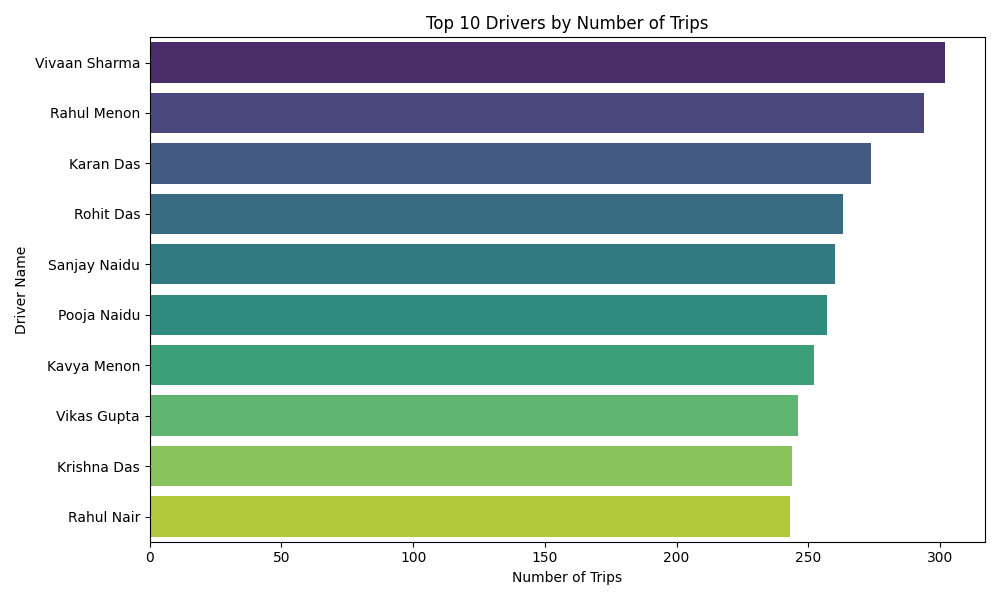 Top 10 Drivers by Number of Trips
Driver Name
Vivaan Sharma
Rahul Menon
Karan Das
Rohit Das
Sanjay Naidu
Pooja Naidu
Kavya Menon
Vikas Gupta
Krishna Das
Rahul Nair
0 50 100 150 200 250 300
Number of Trips